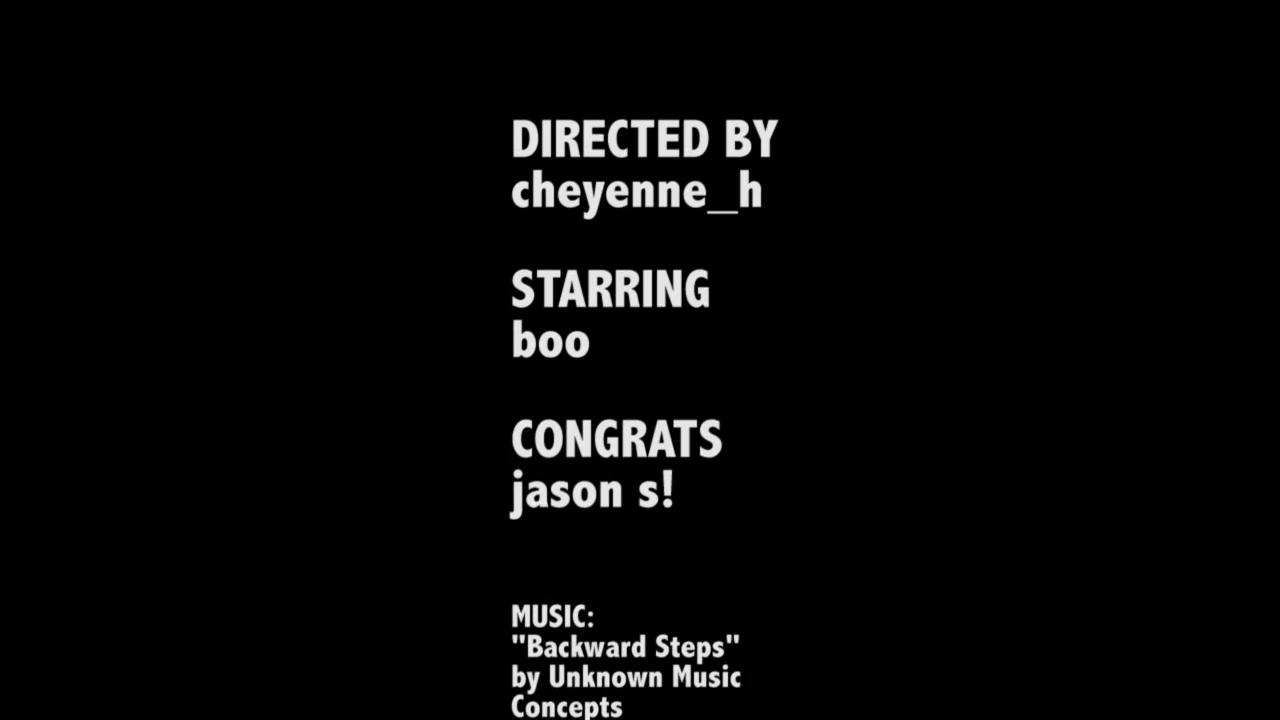 DIRECTED BY
cheyenne_h
STARRING
boo
CONGRATS
jason s!
MUSIC:
"Backward Steps"
by Unknown Music
Concepts